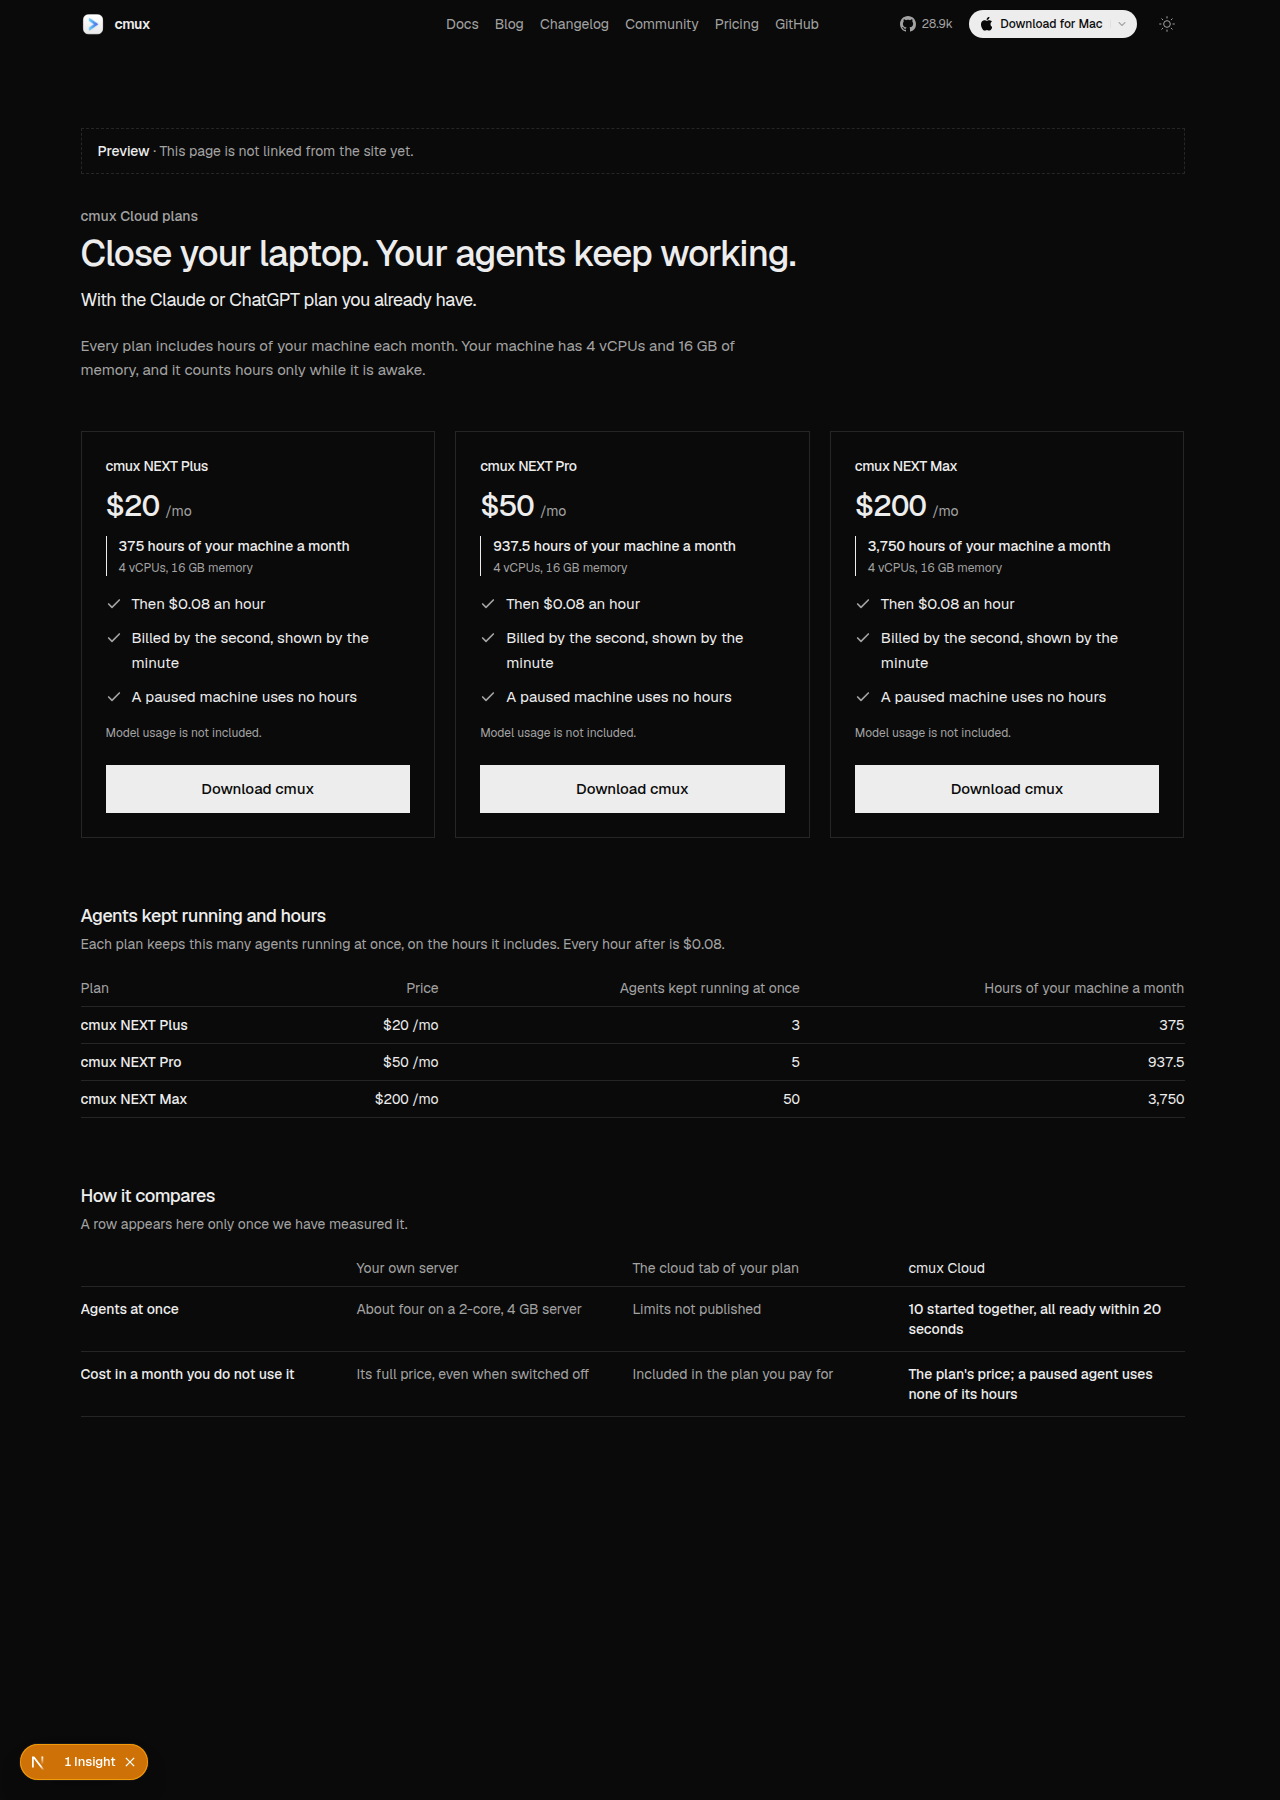 cmux
Docs Blog Changelog Community Pricing GitHub
28.9k
Download for Mac
Preview · This page is not linked from the site yet.
cmux Cloud plans
Close your laptop. Your agents keep working.
With the Claude or ChatGPT plan you already have.
Every plan includes hours of your machine each month. Your machine has 4 vCPUs and 16 GB of
memory, and it counts hours only while it is awake.
cmux NEXT Plus
$20 /mo
375 hours of your machine a month
4 vCPUs, 16 GB memory
Then $0.08 an hour
Billed by the second, shown by the
minute
A paused machine uses no hours
Model usage is not included.
Download cmux
cmux NEXT Pro
$50 /mo
937.5 hours of your machine a month
4 vCPUs, 16 GB memory
Then $0.08 an hour
Billed by the second, shown by the
minute
A paused machine uses no hours
Model usage is not included.
Download cmux
cmux NEXT Max
$200 /mo
3,750 hours of your machine a month
4 vCPUs, 16 GB memory
Then $0.08 an hour
Billed by the second, shown by the
minute
A paused machine uses no hours
Model usage is not included.
Download cmux
Agents kept running and hours
Each plan keeps this many agents running at once, on the hours it includes. Every hour after is $0.08.
Plan Price Agents kept running at once Hours of your machine a month
cmux NEXT Plus $20 /mo 3 375
cmux NEXT Pro $50 /mo 5 937.5
cmux NEXT Max $200 /mo 50 3,750
How it compares
A row appears here only once we have measured it.
Your own server The cloud tab of your plan cmux Cloud
Agents at once About four on a 2-core, 4 GB server Limits not published 10 started together, all ready within 20
seconds
Cost in a month you do not use it Its full price, even when switched off Included in the plan you pay for The plan's price; a paused agent uses
none of its hours
N 1 Insight